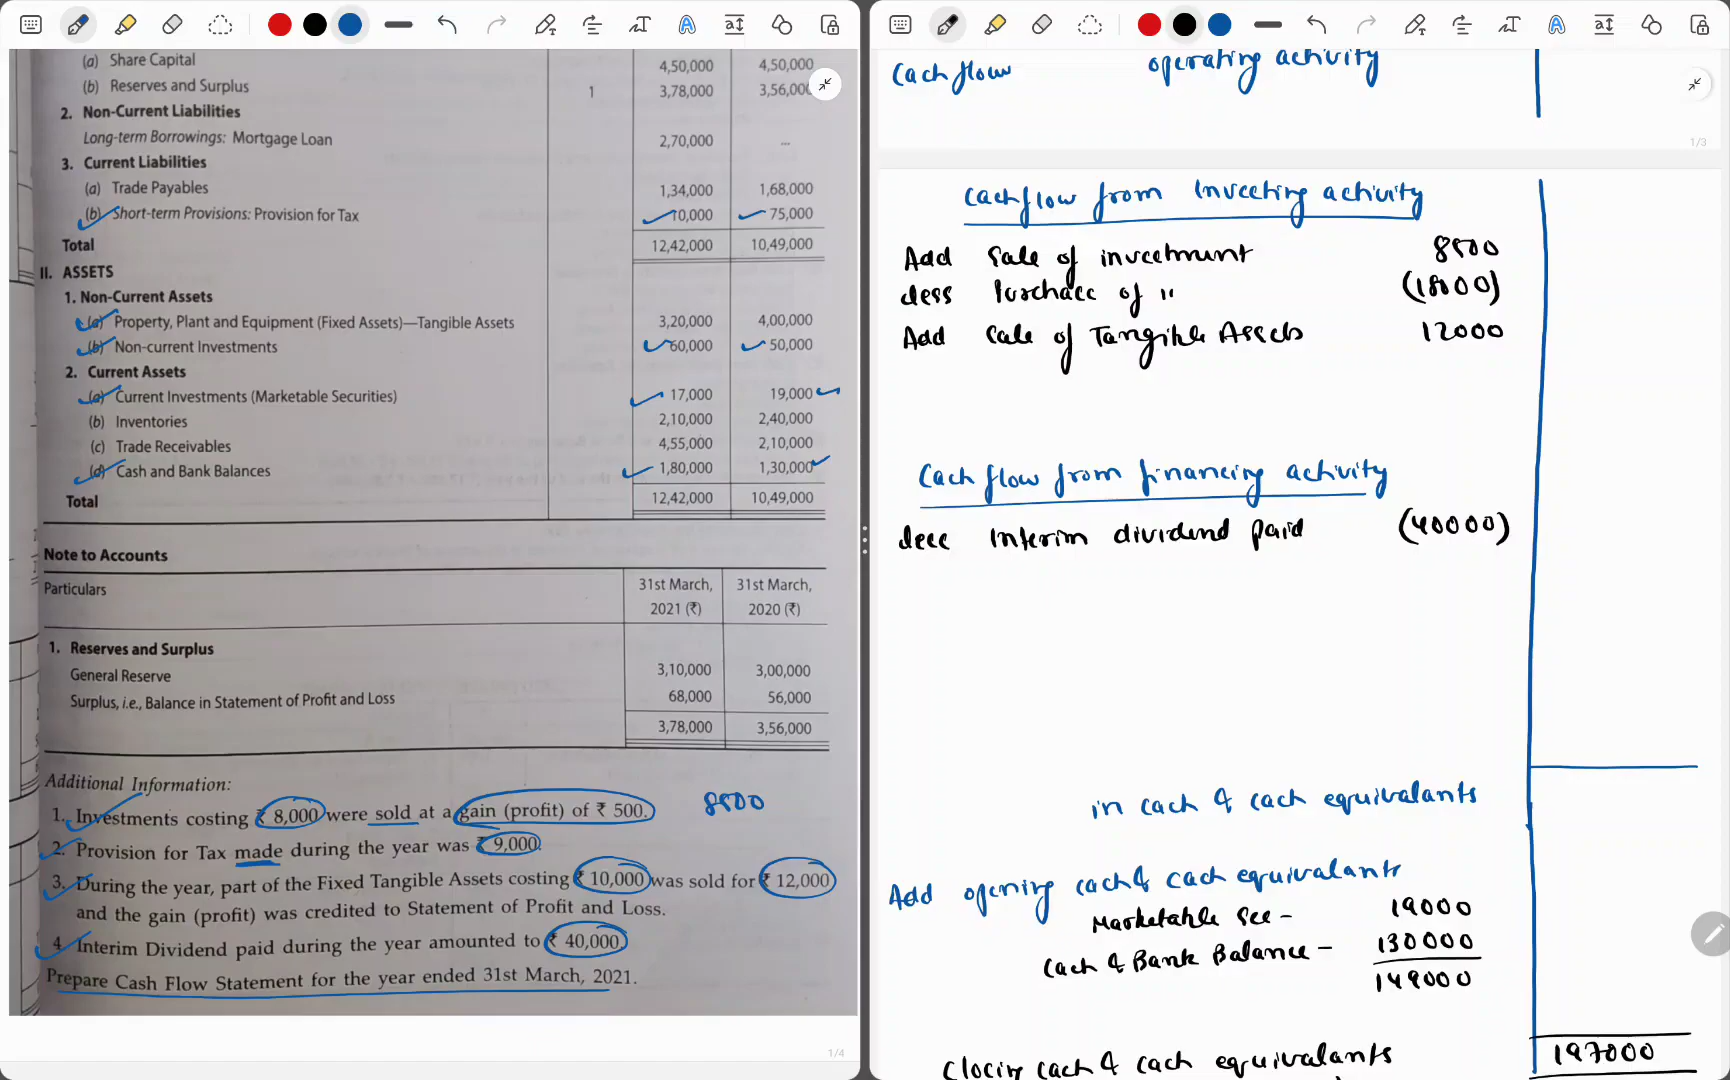 (a) Share Capital 4,50,000 4,50,000
(b) Reserves and Surplus 1 3,78,000 3,56,000
2. Non-Current Liabilities
Long-term Borrowings: Mortgage Loan 2,70,000 ...
3. Current Liabilities
(a) Trade Payables 1,34,000 1,68,000
(b) Short-term Provisions: Provision for Tax 10,000 75,000
Total 12,42,000 10,49,000
II. ASSETS
1. Non-Current Assets
(a) Property, Plant and Equipment (Fixed Assets)—Tangible Assets 3,20,000 4,00,000
(b) Non-current Investments 60,000 50,000
2. Current Assets
(a) Current Investments (Marketable Securities) 17,000 19,000
(b) Inventories 2,10,000 2,40,000
(c) Trade Receivables 4,55,000 2,10,000
(d) Cash and Bank Balances 1,80,000 1,30,000
Total 12,42,000 10,49,000
Note to Accounts
Particulars 31st March, 2021 (₹) 31st March, 2020 (₹)
1. Reserves and Surplus
General Reserve 3,10,000 3,00,000
Surplus, i.e., Balance in Statement of Profit and Loss 68,000 56,000
3,78,000 3,56,000
Additional Information:
1. Investments costing ₹ 8,000 were sold at a gain (profit) of ₹ 500. 8500
2. Provision for Tax made during the year was ₹ 9,000.
3. During the year, part of the Fixed Tangible Assets costing ₹ 10,000 was sold for ₹ 12,000
and the gain (profit) was credited to Statement of Profit and Loss.
4. Interim Dividend paid during the year amounted to ₹ 40,000.
Prepare Cash Flow Statement for the year ended 31st March, 2021.
1/4
Cash flow operating activity
1/3
Cash flow from Investing activity
Add Sale of investment 8500
Less Purchase of " (18000)
Add Sale of Tangible Assets 12000
Cash flow from financing activity
Less Interim dividend paid (40000)
in cash & cash equivalants
Add opening cash & cash equivalants
Marketable Sec - 19000
Cash & Bank Balance - 130000
149000
Closing cash & cash equivalants 197000